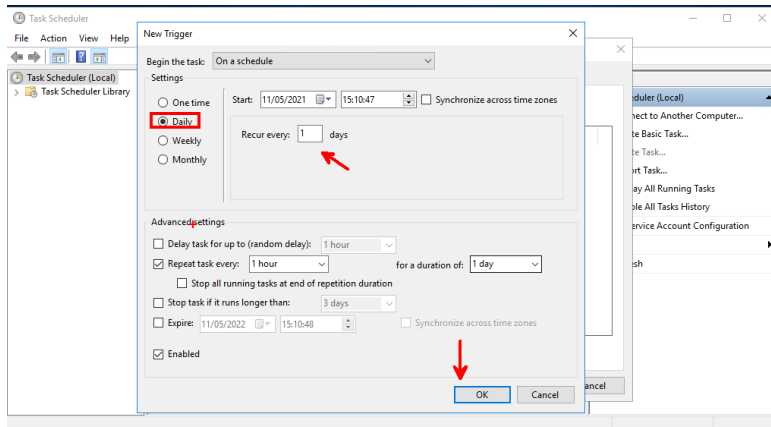 Task Scheduler
File Action View Help
Task Scheduler (Local)
Task Scheduler Library
New Trigger
Begin the task: On a schedule
Settings
One time
Daily
Weekly
Monthly
Start: 11/05/2021 15:10:47 Synchronize across time zones
Recur every: 1 days
Advanced settings
Delay task for up to (random delay): 1 hour
Repeat task every: 1 hour for a duration of: 1 day
Stop all running tasks at end of repetition duration
Stop task if it runs longer than: 3 days
Expire: 11/05/2022 15:10:48 Synchronize across time zones
Enabled
OK Cancel
ancel
eduler (Local)
nect to Another Computer...
te Basic Task...
te Task...
ort Task...
ay All Running Tasks
ble All Tasks History
ervice Account Configuration
sh